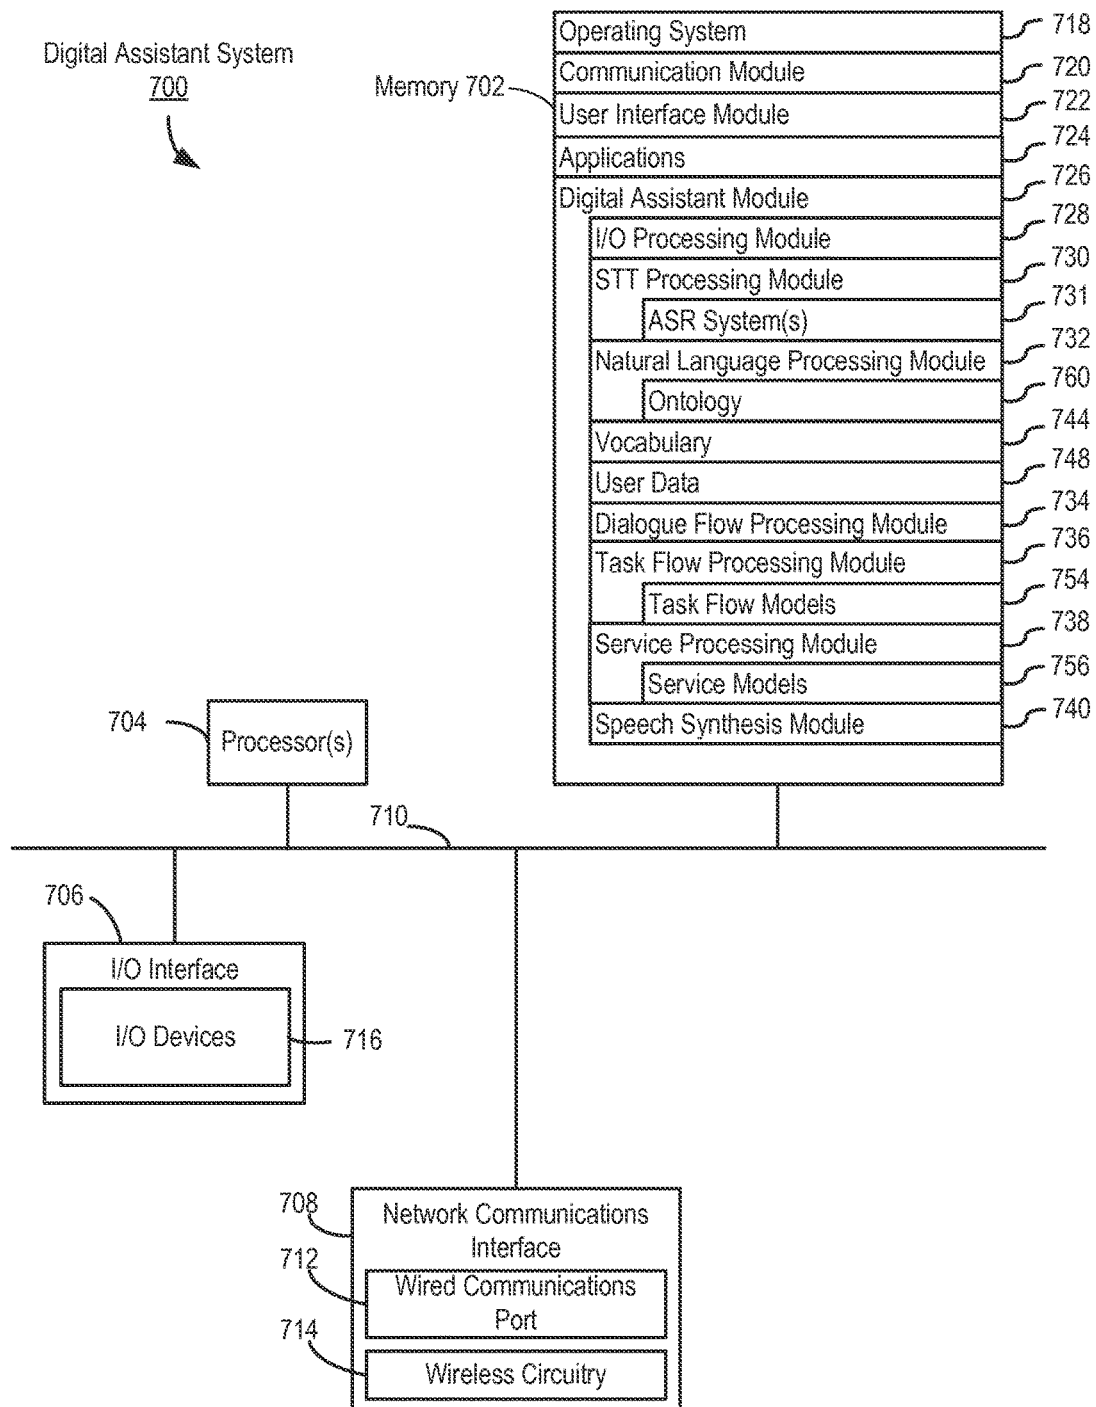 Digital Assistant System
700
Memory 702
Operating System 718
Communication Module 720
User Interface Module 722
Applications 724
Digital Assistant Module 726
I/O Processing Module 728
STT Processing Module 730
ASR System(s) 731
Natural Language Processing Module 732
Ontology 760
Vocabulary 744
User Data 748
Dialogue Flow Processing Module 734
Task Flow Processing Module 736
Task Flow Models 754
Service Processing Module 738
Service Models 756
Speech Synthesis Module 740
704
Processor(s)
710
706
I/O Interface
I/O Devices 716
708
Network Communications
Interface
712
Wired Communications
Port
714
Wireless Circuitry